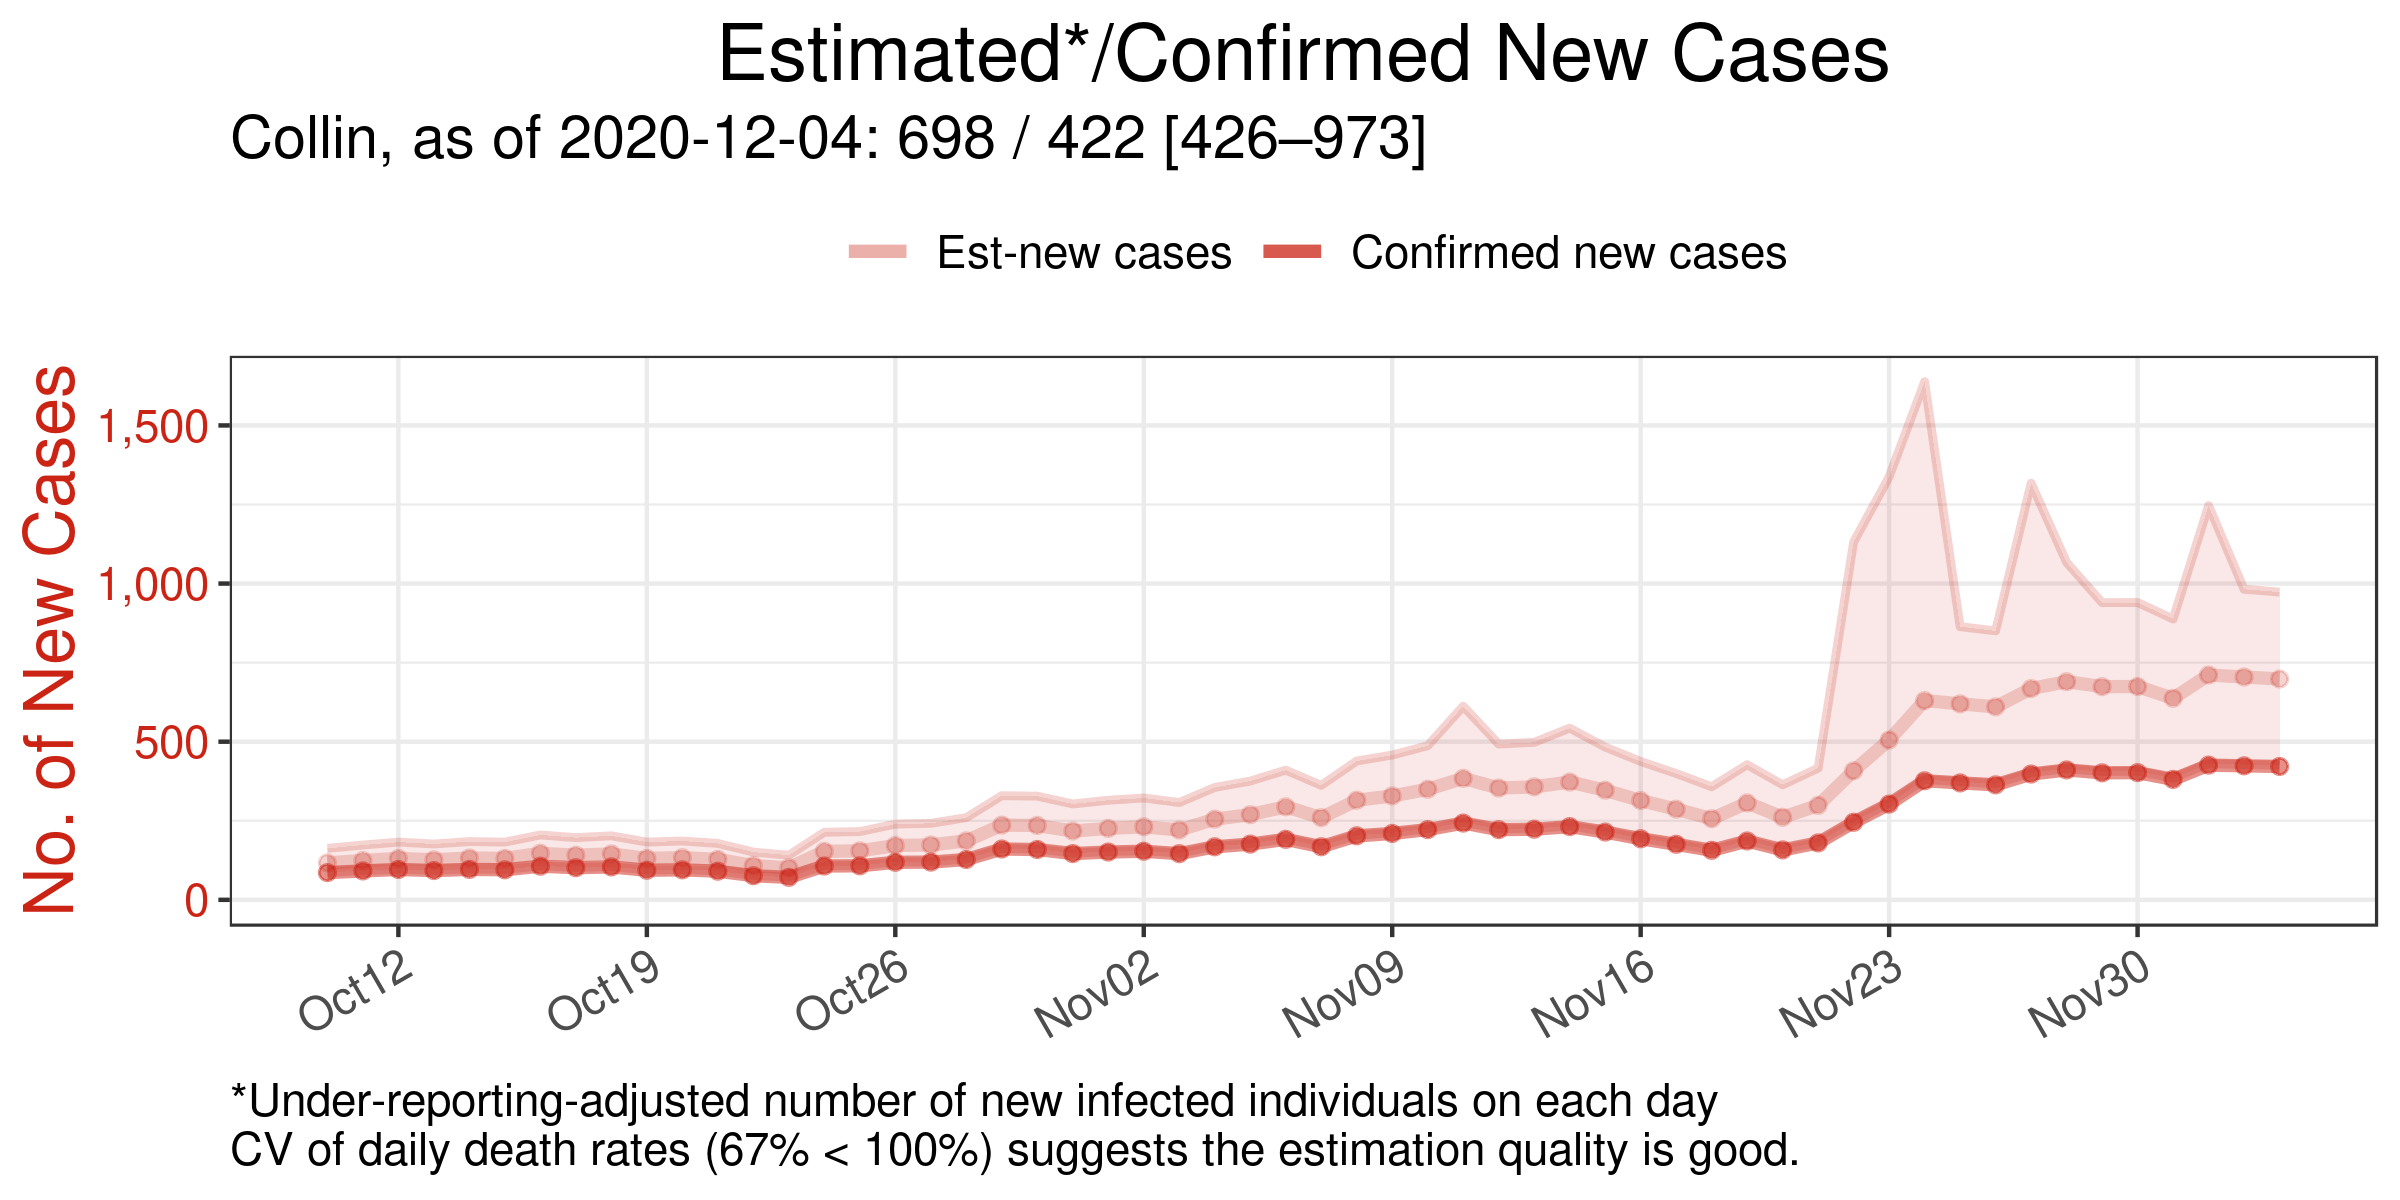 Estimated*/Confirmed New Cases
Collin, as of 2020-12-04: 698 / 422 [426–973]
Est-new cases
Confirmed new cases
No. of New Cases
1,500
1,000
500
0
Oct12
Oct19
Oct26
Nov02
Nov09
Nov16
Nov23
Nov30
*Under-reporting-adjusted number of new infected individuals on each day
CV of daily death rates (67% < 100%) suggests the estimation quality is good.